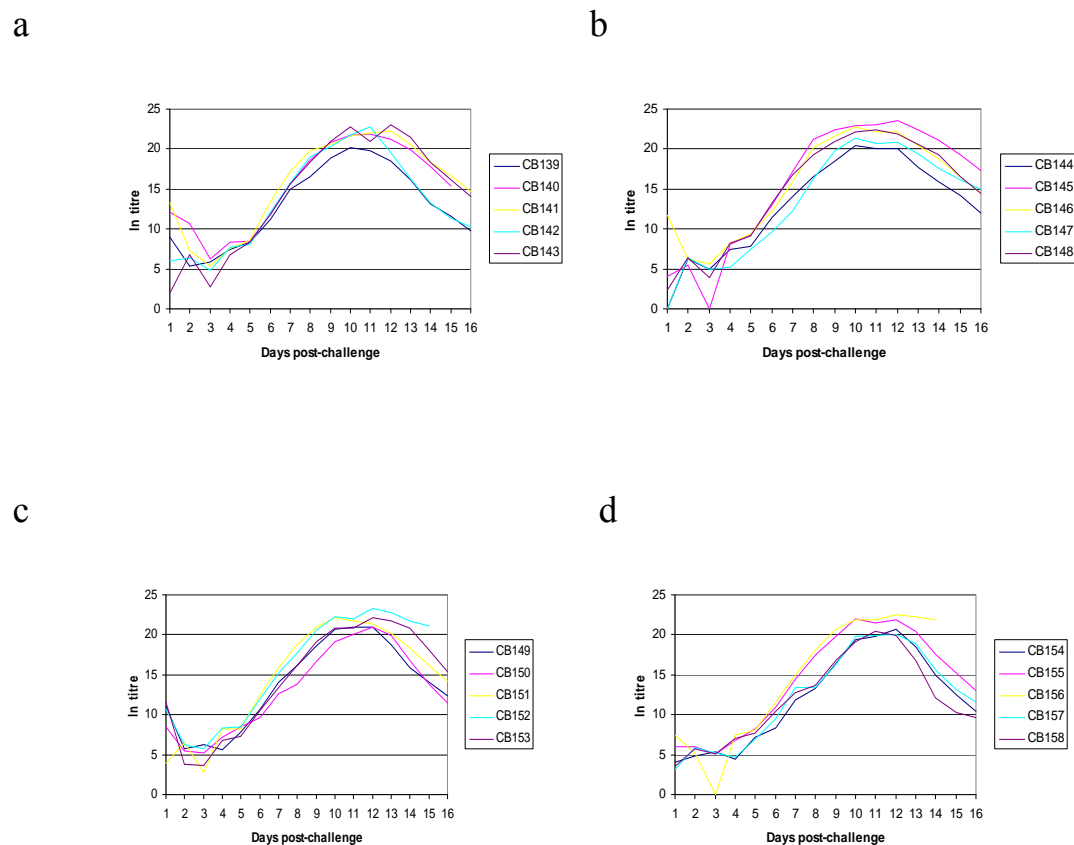 a
25
20
15
10
5
0
ln titre
1 2 3 4 5 6 7 8 9 10 11 12 13 14 15 16
Days post-challenge
CB139
CB140
CB141
CB142
CB143
b
25
20
15
10
5
0
ln titre
1 2 3 4 5 6 7 8 9 10 11 12 13 14 15 16
Days post-challenge
CB144
CB145
CB146
CB147
CB148
c
25
20
15
10
5
0
ln titre
1 2 3 4 5 6 7 8 9 10 11 12 13 14 15 16
Days post-challenge
CB149
CB150
CB151
CB152
CB153
d
25
20
15
10
5
0
ln titre
1 2 3 4 5 6 7 8 9 10 11 12 13 14 15 16
Days post-challenge
CB154
CB155
CB156
CB157
CB158